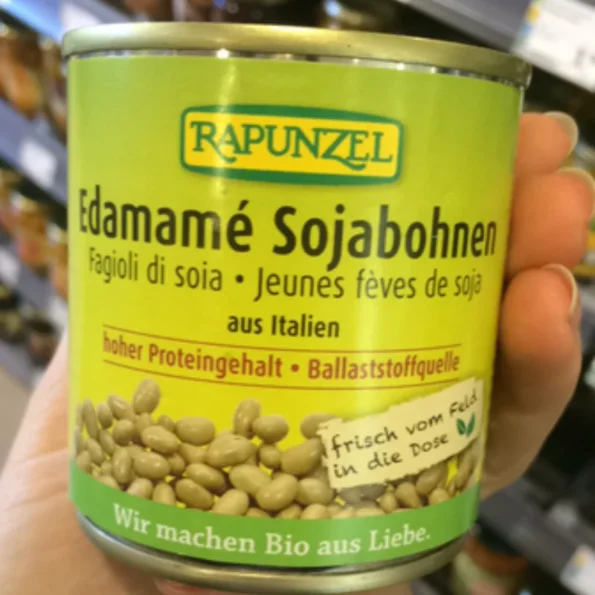 RAPUNZEL
Edamamé Sojabohnen
Fagioli di soia • Jeunes fèves de soja
aus Italien
hoher Proteingehalt • Ballaststoffquelle
frisch vom Feld
in die Dose
Wir machen Bio aus Liebe.